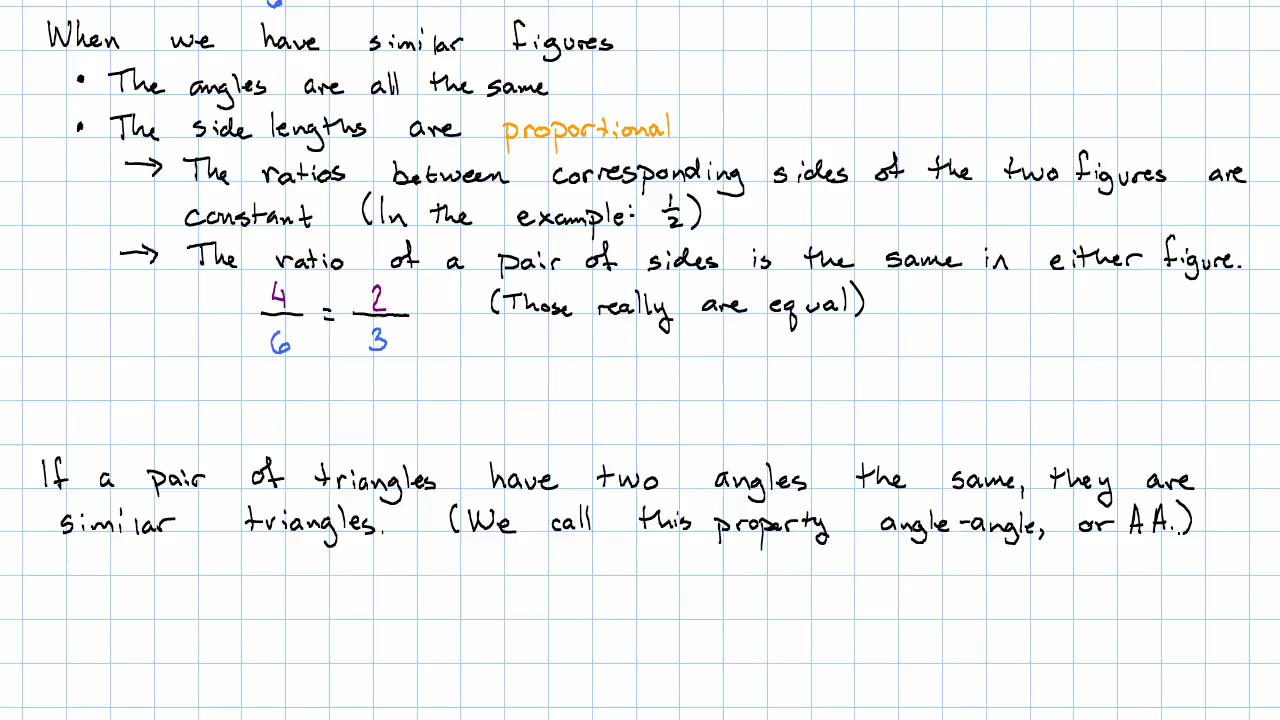 When we have similar figures
• The angles are all the same
• The side lengths are proportional
→ The ratios between corresponding sides of the two figures are
constant (In the example: 1/2)
→ The ratio of a pair of sides is the same in either figure.
4/6 = 2/3 (Those really are equal)
If a pair of triangles have two angles the same, they are
similar triangles. (We call this property angle-angle, or AA.)